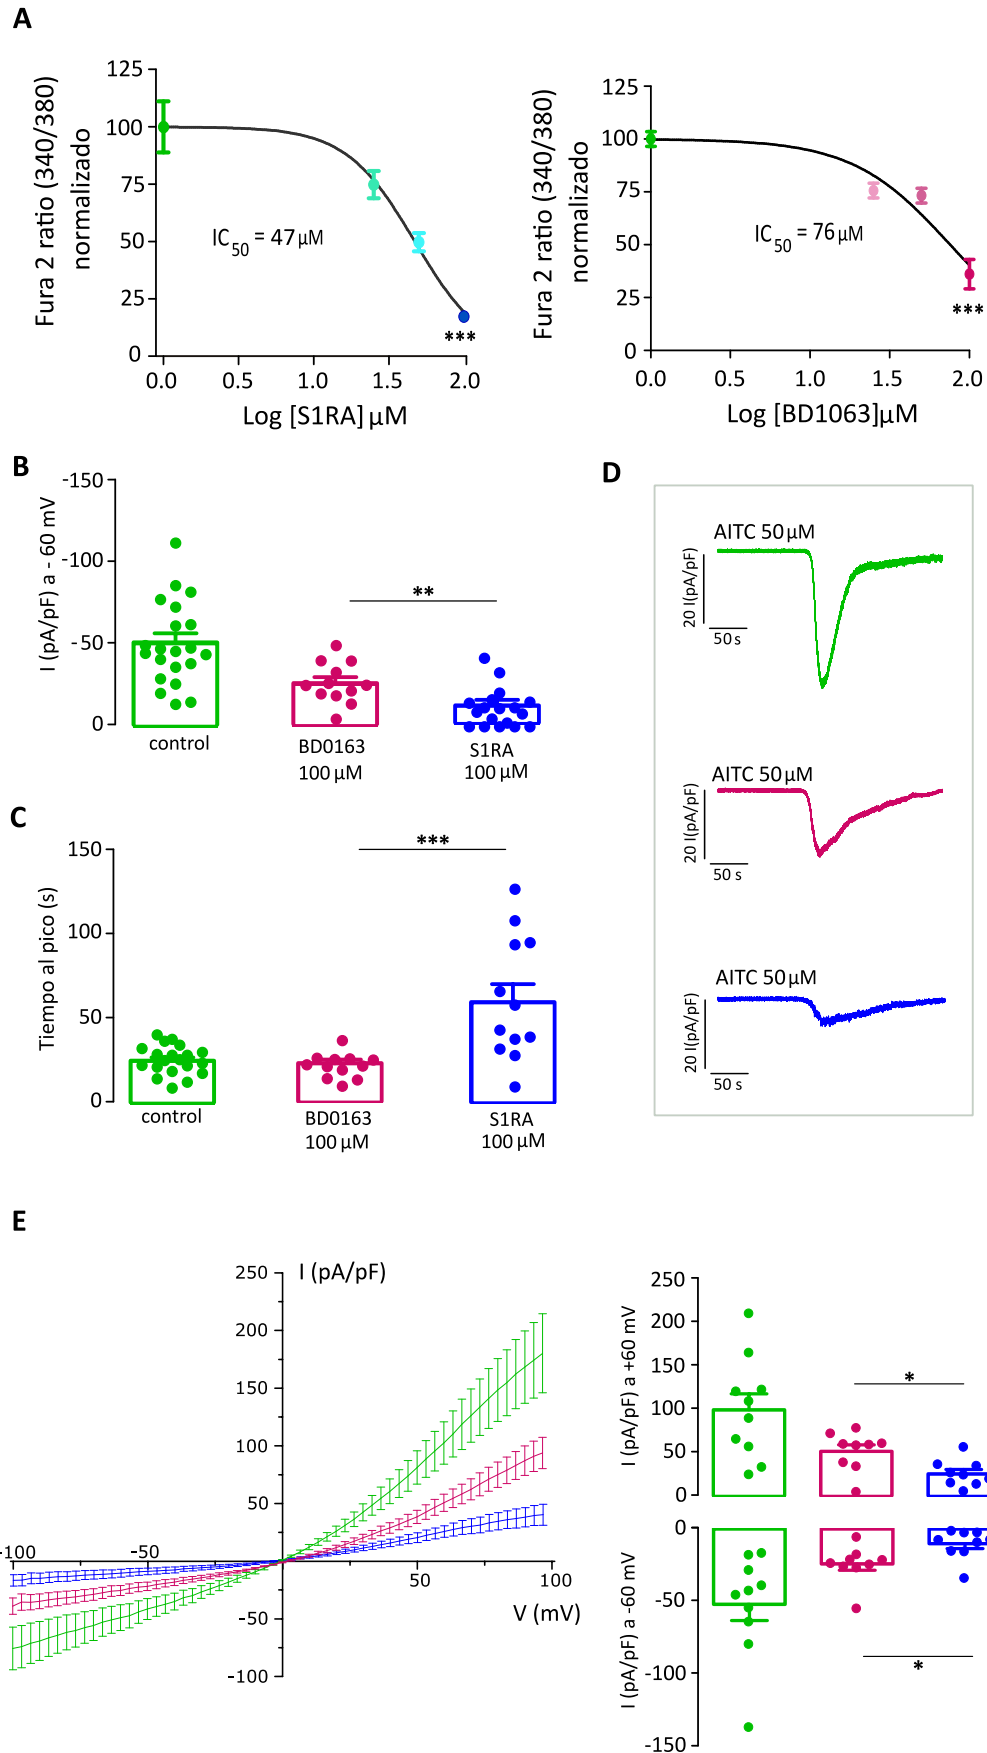 A
Fura 2 ratio (340/380)
normalizado
125
100
75
50
25
0
IC50 = 47 µM
***
0.0 0.5 1.0 1.5 2.0
Log [S1RA] µM
Fura 2 ratio (340/380)
normalizado
125
100
75
50
25
0
IC50 = 76 µM
***
0.0 0.5 1.0 1.5 2.0
Log [BD1063]µM
B
I (pA/pF) a - 60 mV
-150
-100
-50
0
**
control
BD0163
100 µM
S1RA
100 µM
C
Tiempo al pico (s)
150
100
50
0
***
control
BD0163
100 µM
S1RA
100 µM
D
AITC 50 µM
20 I(pA/pF)
50 s
AITC 50 µM
20 I(pA/pF)
50 s
AITC 50 µM
20 I(pA/pF)
50 s
E
I (pA/pF)
250
200
150
100
50
-100 -50 50 100
V (mV)
-50
-100
I (pA/pF) a +60 mV
250
200
150
100
50
0
*
I (pA/pF) a -60 mV
0
-50
-100
-150
*